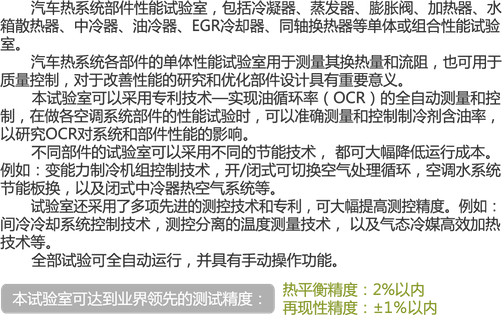 汽车热系统部件性能试验室，包括冷凝器、蒸发器、膨胀阀、加热器、水
箱散热器、中冷器、油冷器、EGR冷却器、同轴换热器等单体或组合性能试验
室。
汽车热系统各部件的单体性能试验室用于测量其换热量和流阻，也可用于
质量控制，对于改善性能的研究和优化部件设计具有重要意义。
本试验室可以采用专利技术—实现油循环率（OCR）的全自动测量和控
制，在做各空调系统部件的性能试验时，可以准确测量和控制制冷剂含油率，
以研究OCR对系统和部件性能的影响。
不同部件的试验室可以采用不同的节能技术， 都可大幅降低运行成本。
例如：变能力制冷机组控制技术，开/闭式可切换空气处理循环，空调水系统
节能板换，以及闭式中冷器热空气系统等。
试验室还采用了多项先进的测控技术和专利，可大幅提高测控精度。例如：
间冷冷却系统控制技术，测控分离的温度测量技术， 以及气态冷媒高效加热
技术等。
全部试验可全自动运行，并具有手动操作功能。
本试验室可达到业界领先的测试精度：
热平衡精度：2%以内
再现性精度：±1%以内